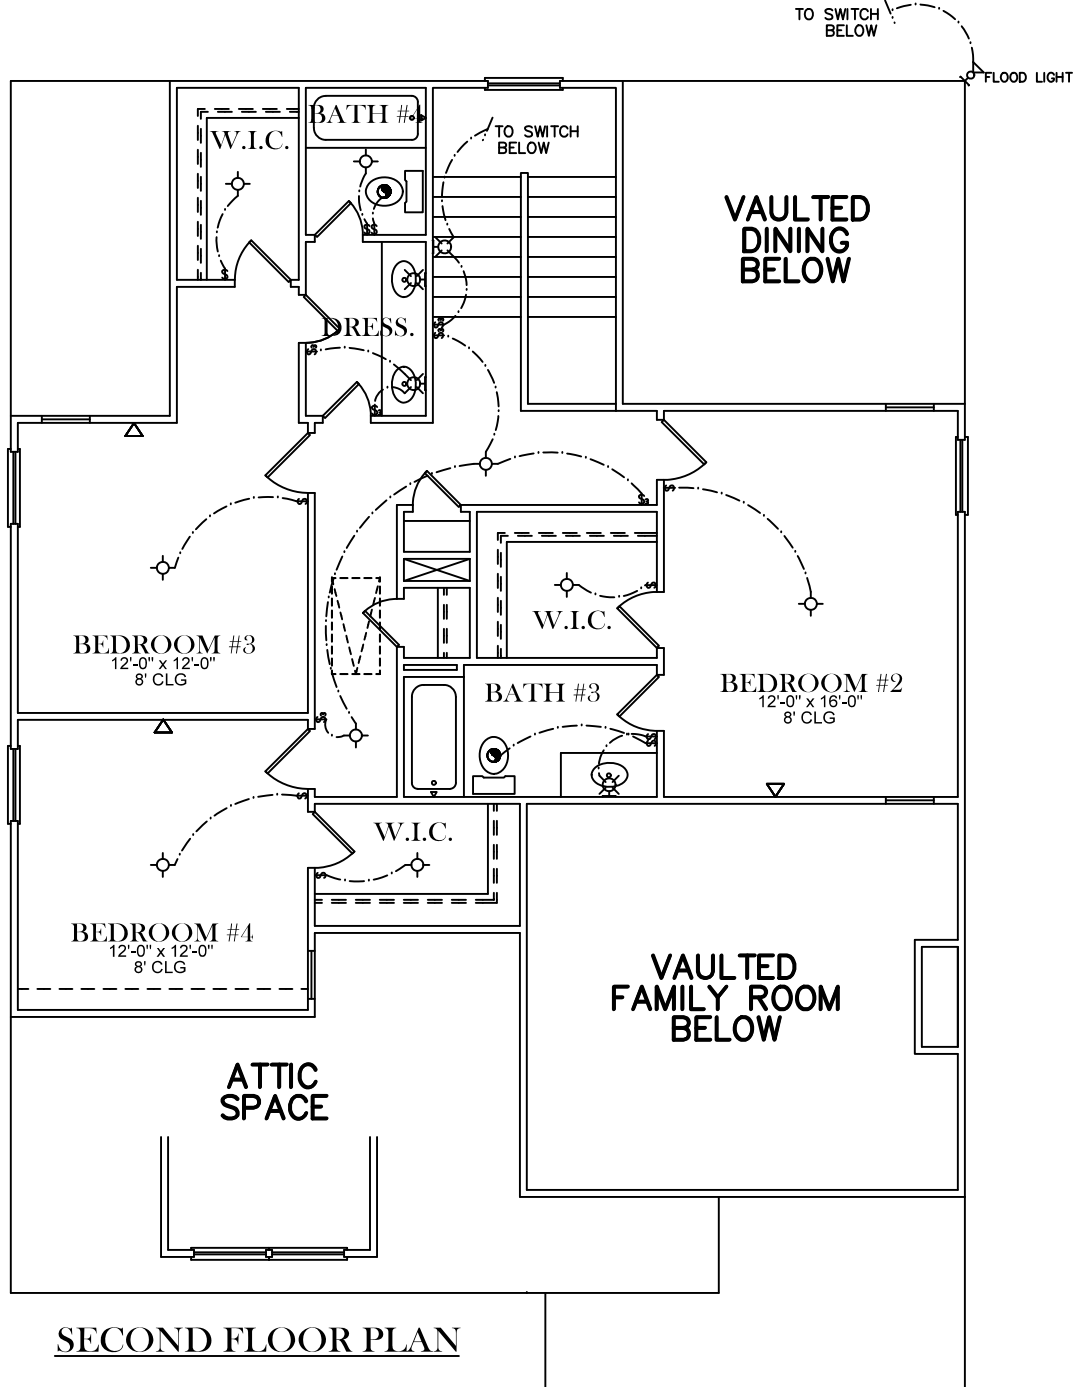 TO SWITCH
BELOW
FLOOD LIGHT
BATH #4
W.I.C.
TO SWITCH
BELOW
VAULTED
DINING
BELOW
DRESS.
BEDROOM #3
12'-0" x 12'-0"
8' CLG
W.I.C.
BATH #3
BEDROOM #2
12'-0" x 16'-0"
8' CLG
W.I.C.
BEDROOM #4
12'-0" x 12'-0"
8' CLG
VAULTED
FAMILY ROOM
BELOW
ATTIC
SPACE
SECOND FLOOR PLAN